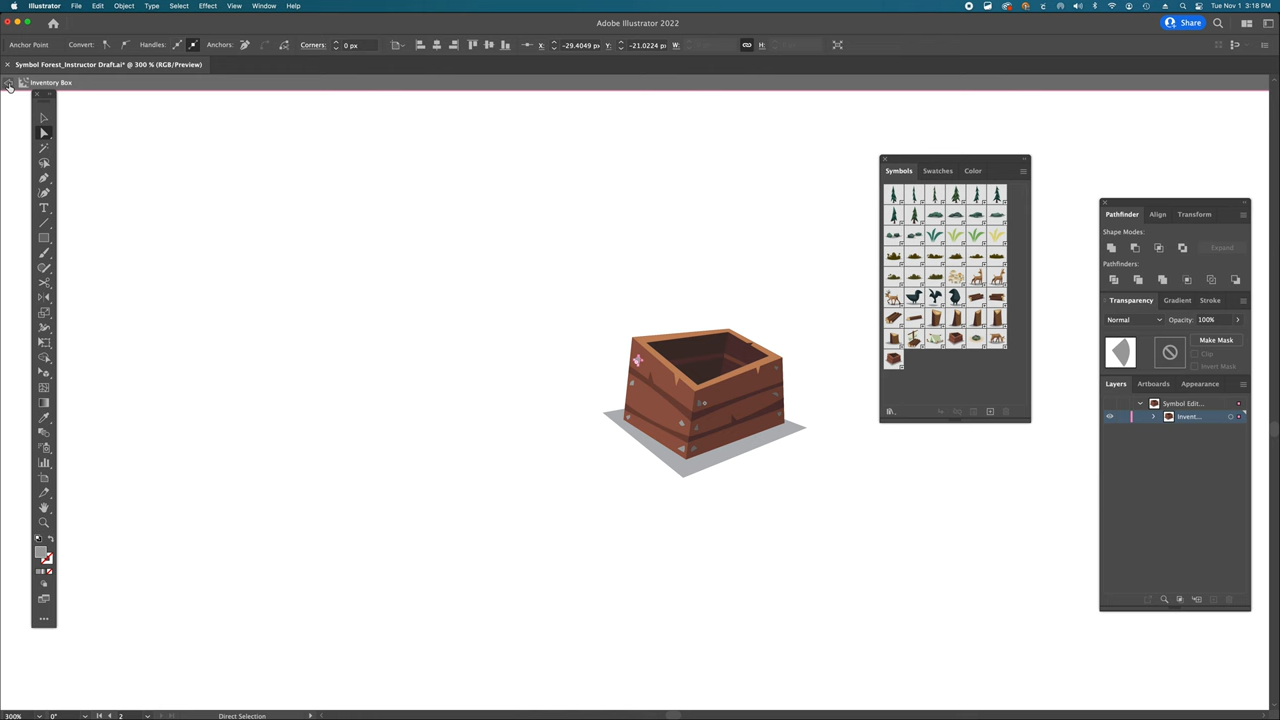 Illustrator File Edit Object Type Select Effect View Window Help Tue Nov 1 3:18 PM
Adobe Illustrator 2022
Share
Anchor Point Convert: Handles: Anchors: Corners: 0 px X: -29.4049 px Y: -21.0224 px W: H:
Symbol Forest_Instructor Draft.ai* @ 300 % (RGB/Preview)
Inventory Box
Symbols Swatches Color
Pathfinder Align Transform
Shape Modes:
Expand
Pathfinders:
Transparency Gradient Stroke
Normal Opacity: 100%
Make Mask
Clip
Invert Mask
Layers Artboards Appearance
Symbol Edit...
Invent...
300% 0° 2 Direct Selection